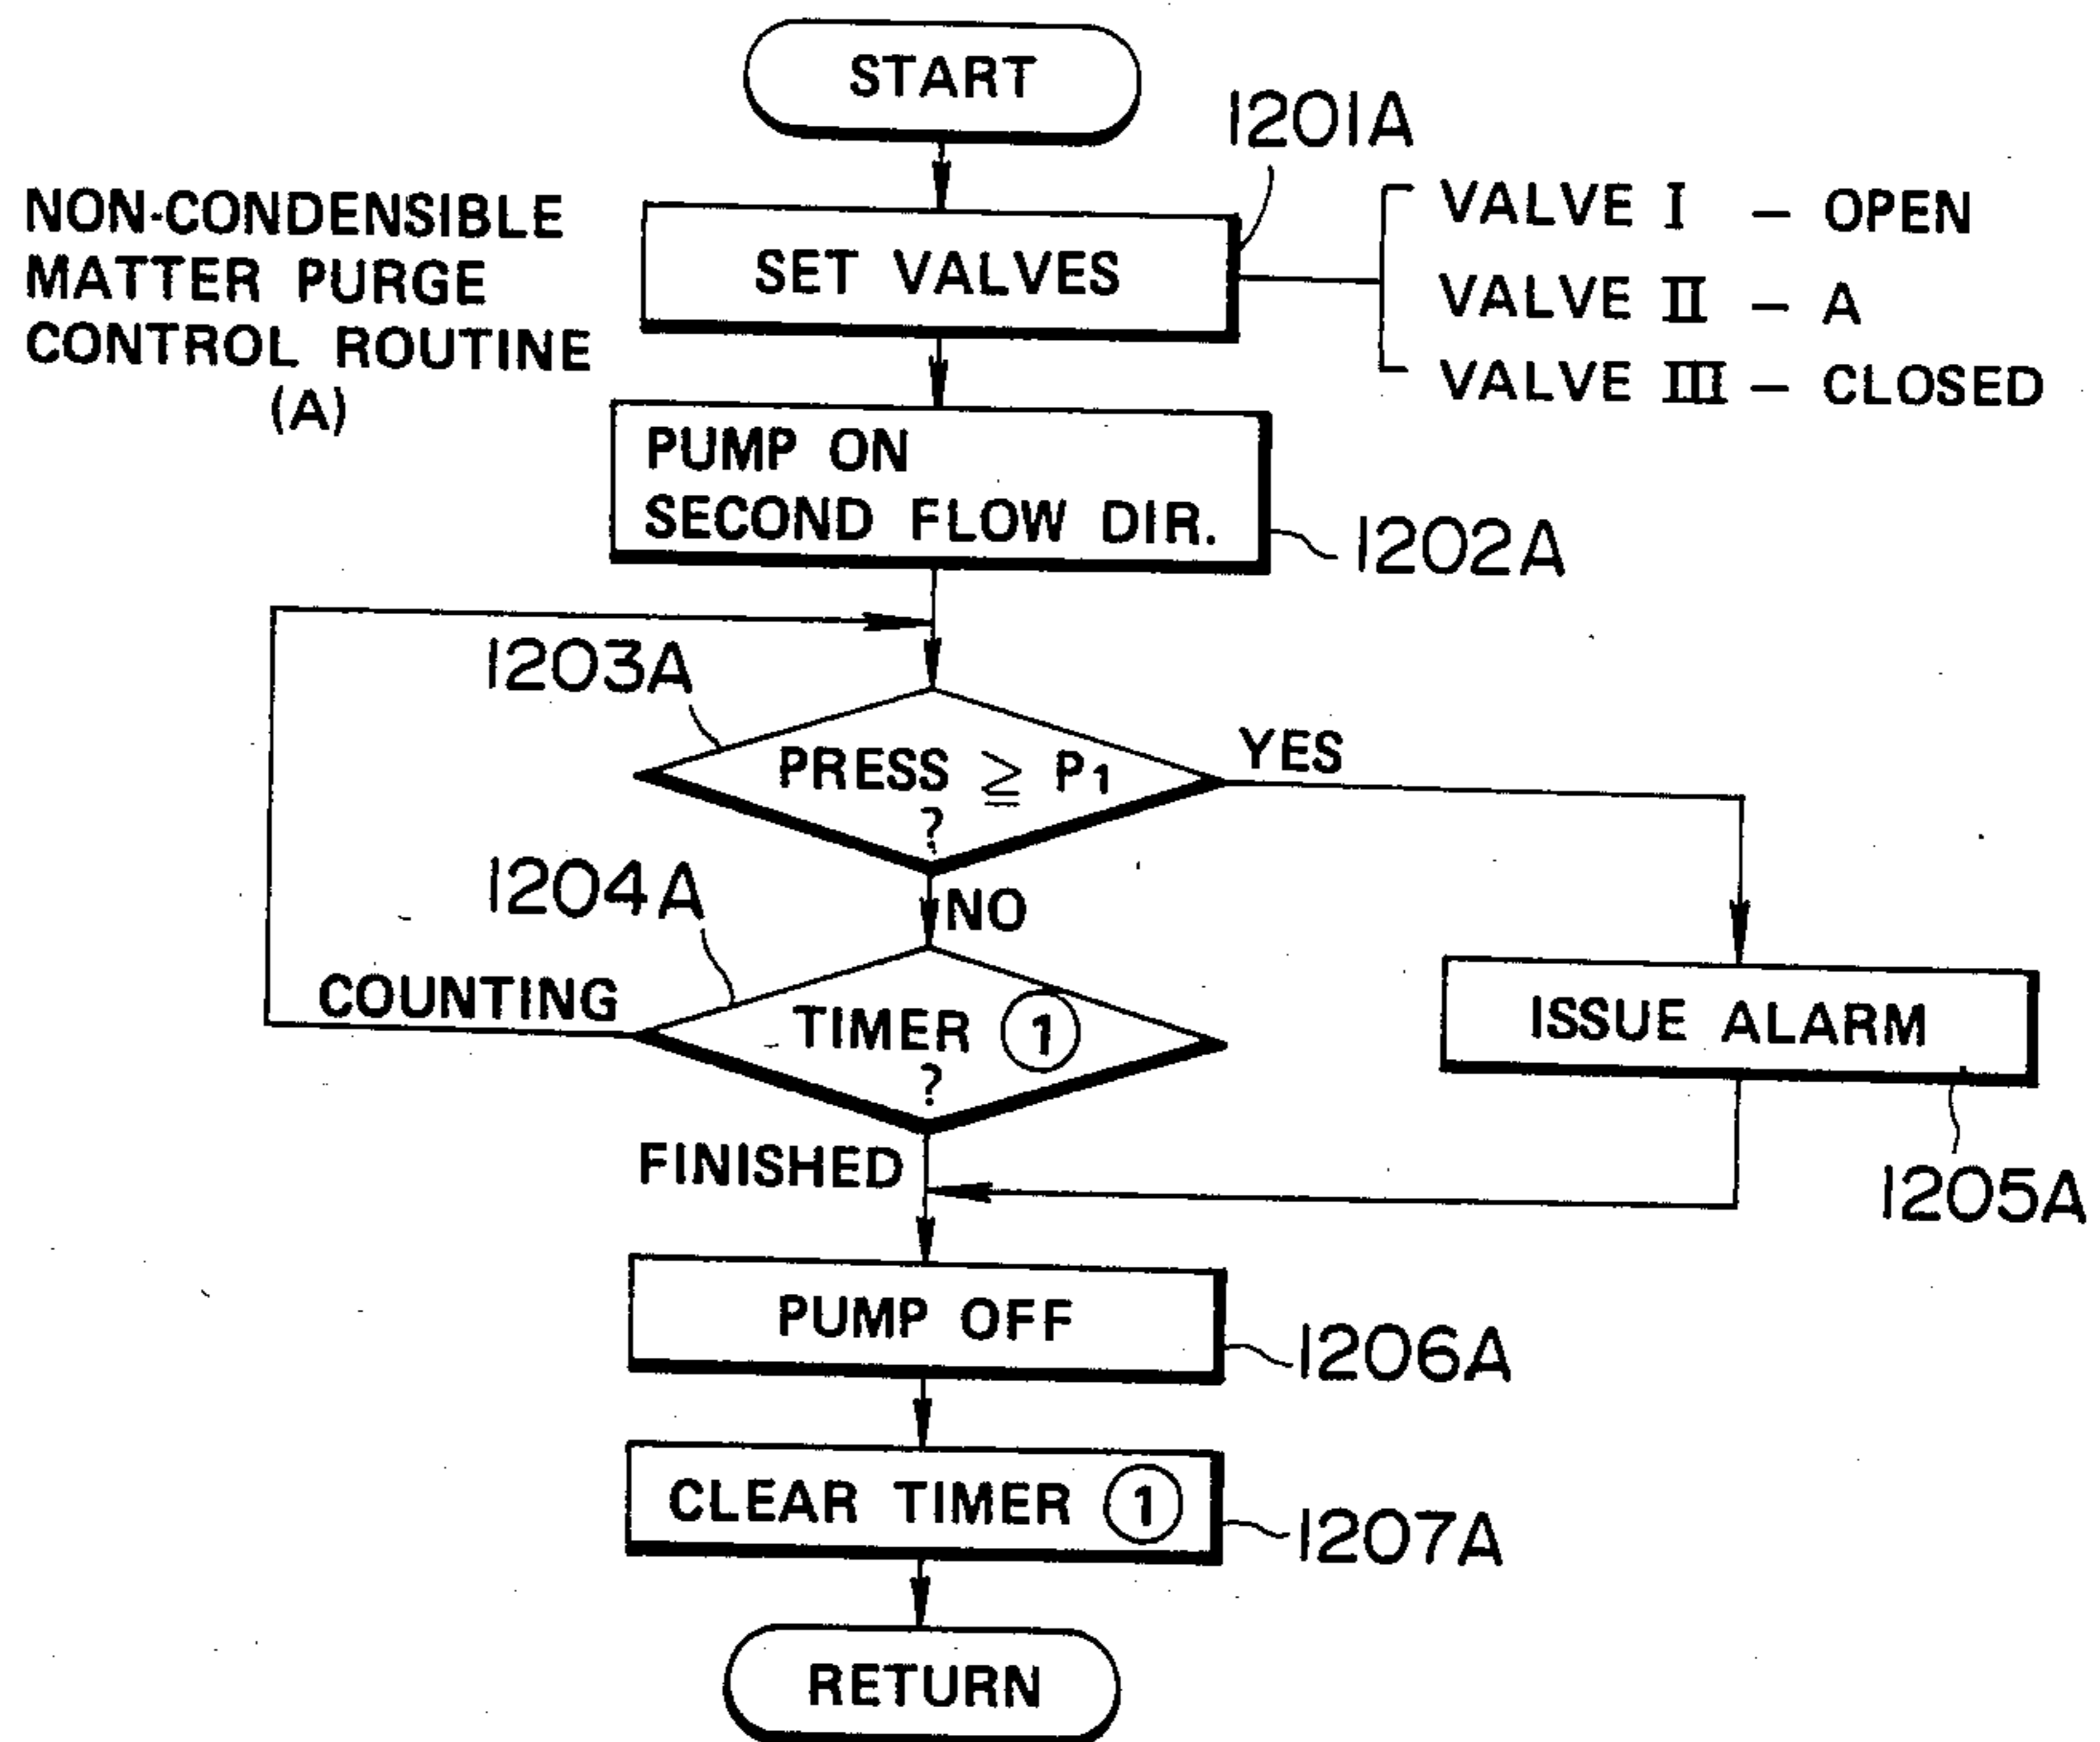 START
1201A
NON-CONDENSIBLE
MATTER PURGE
CONTROL ROUTINE
(A)
SET VALVES
VALVE I – OPEN
VALVE II – A
VALVE III – CLOSED
PUMP ON
SECOND FLOW DIR.
1202A
1203A
PRESS ≧ P1
?
YES
NO
1204A
COUNTING
TIMER ①
?
ISSUE ALARM
1205A
FINISHED
PUMP OFF
1206A
CLEAR TIMER ①
1207A
RETURN